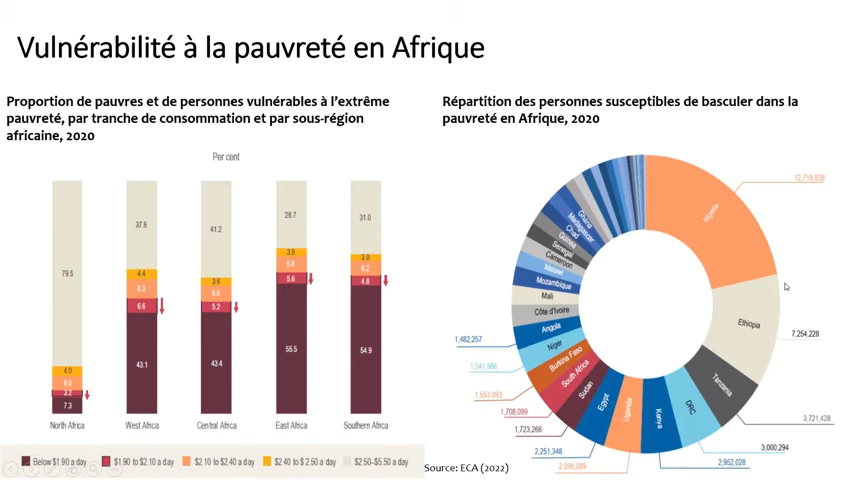 Vulnérabilité à la pauvreté en Afrique
Proportion de pauvres et de personnes vulnérables à l'extrême
pauvreté, par tranche de consommation et par sous-région
africaine, 2020
Per cent
79.5
4.0
6.0
3.2
7.3
North Africa
37.6
4.4
8.3
6.6
43.1
West Africa
41.2
3.6
6.6
5.2
43.4
Central Africa
28.7
3.5
6.8
5.6
55.5
East Africa
31.0
3.0
6.2
4.8
54.9
Southern Africa
Below $1.90 a day
$1.90 to $2.10 a day
$2.10 to $2.40 a day
$2.40 to $ 2.50 a day
$2.50–$5.50 a day
Répartition des personnes susceptibles de basculer dans la
pauvreté en Afrique, 2020
Nigeria
12,718,838
Ethiopia
7,254,228
Tanzania
3,721,428
DRC
3,000,294
Kenya
2,952,028
Uganda
2,598,089
Egypt
2,251,348
Sudan
1,723,266
South Africa
1,708,099
Burkina Faso
1,553,093
Niger
1,541,986
Angola
1,482,257
Côte d'Ivoire
Mali
Mozambique
Malawi
Cameroon
Senegal
Guinea
Chad
Madagascar
Ghana
Source: ECA (2022)